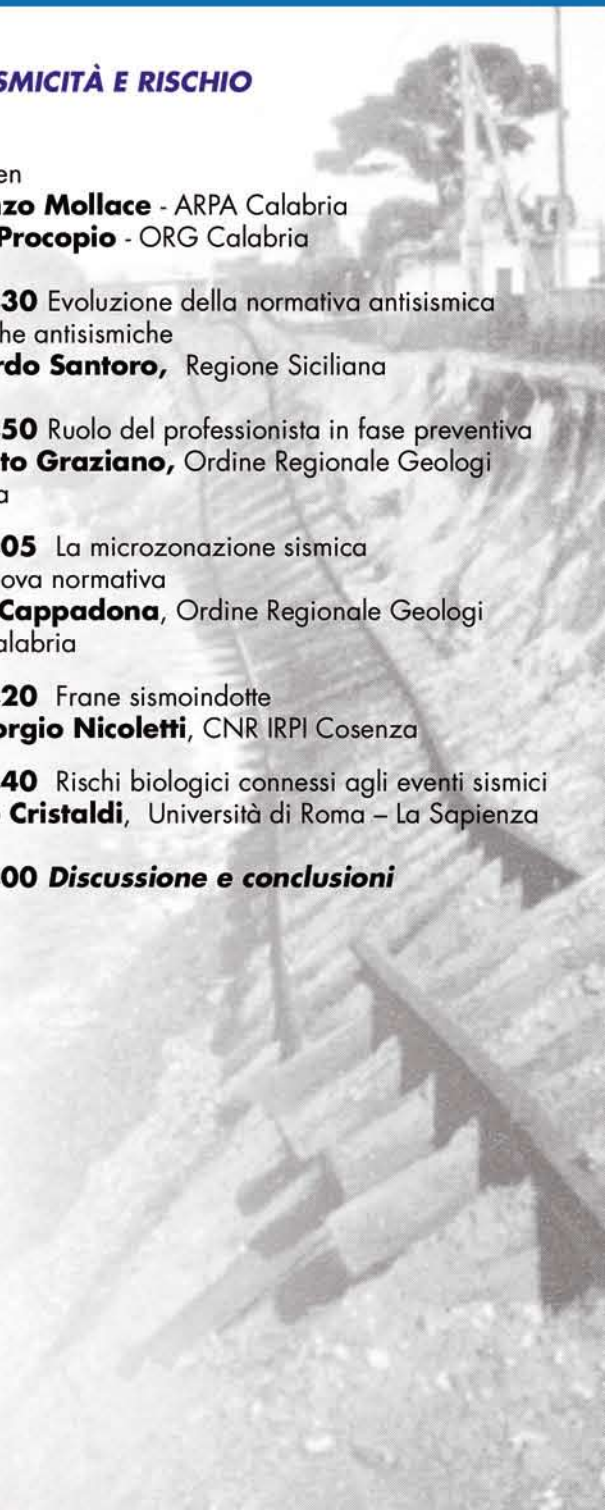 SMICITÀ E RISCHIO
en
nzo Mollace - ARPA Calabria
Procopio - ORG Calabria
30 Evoluzione della normativa antisismica
he antisismiche
rdo Santoro, Regione Siciliana
50 Ruolo del professionista in fase preventiva
to Graziano, Ordine Regionale Geologi
a
05 La microzonazione sismica
ova normativa
Cappadona, Ordine Regionale Geologi
alabria
20 Frane sismoindotte
orgio Nicoletti, CNR IRPI Cosenza
40 Rischi biologici connessi agli eventi sismici
Cristaldi, Università di Roma – La Sapienza
00 Discussione e conclusioni